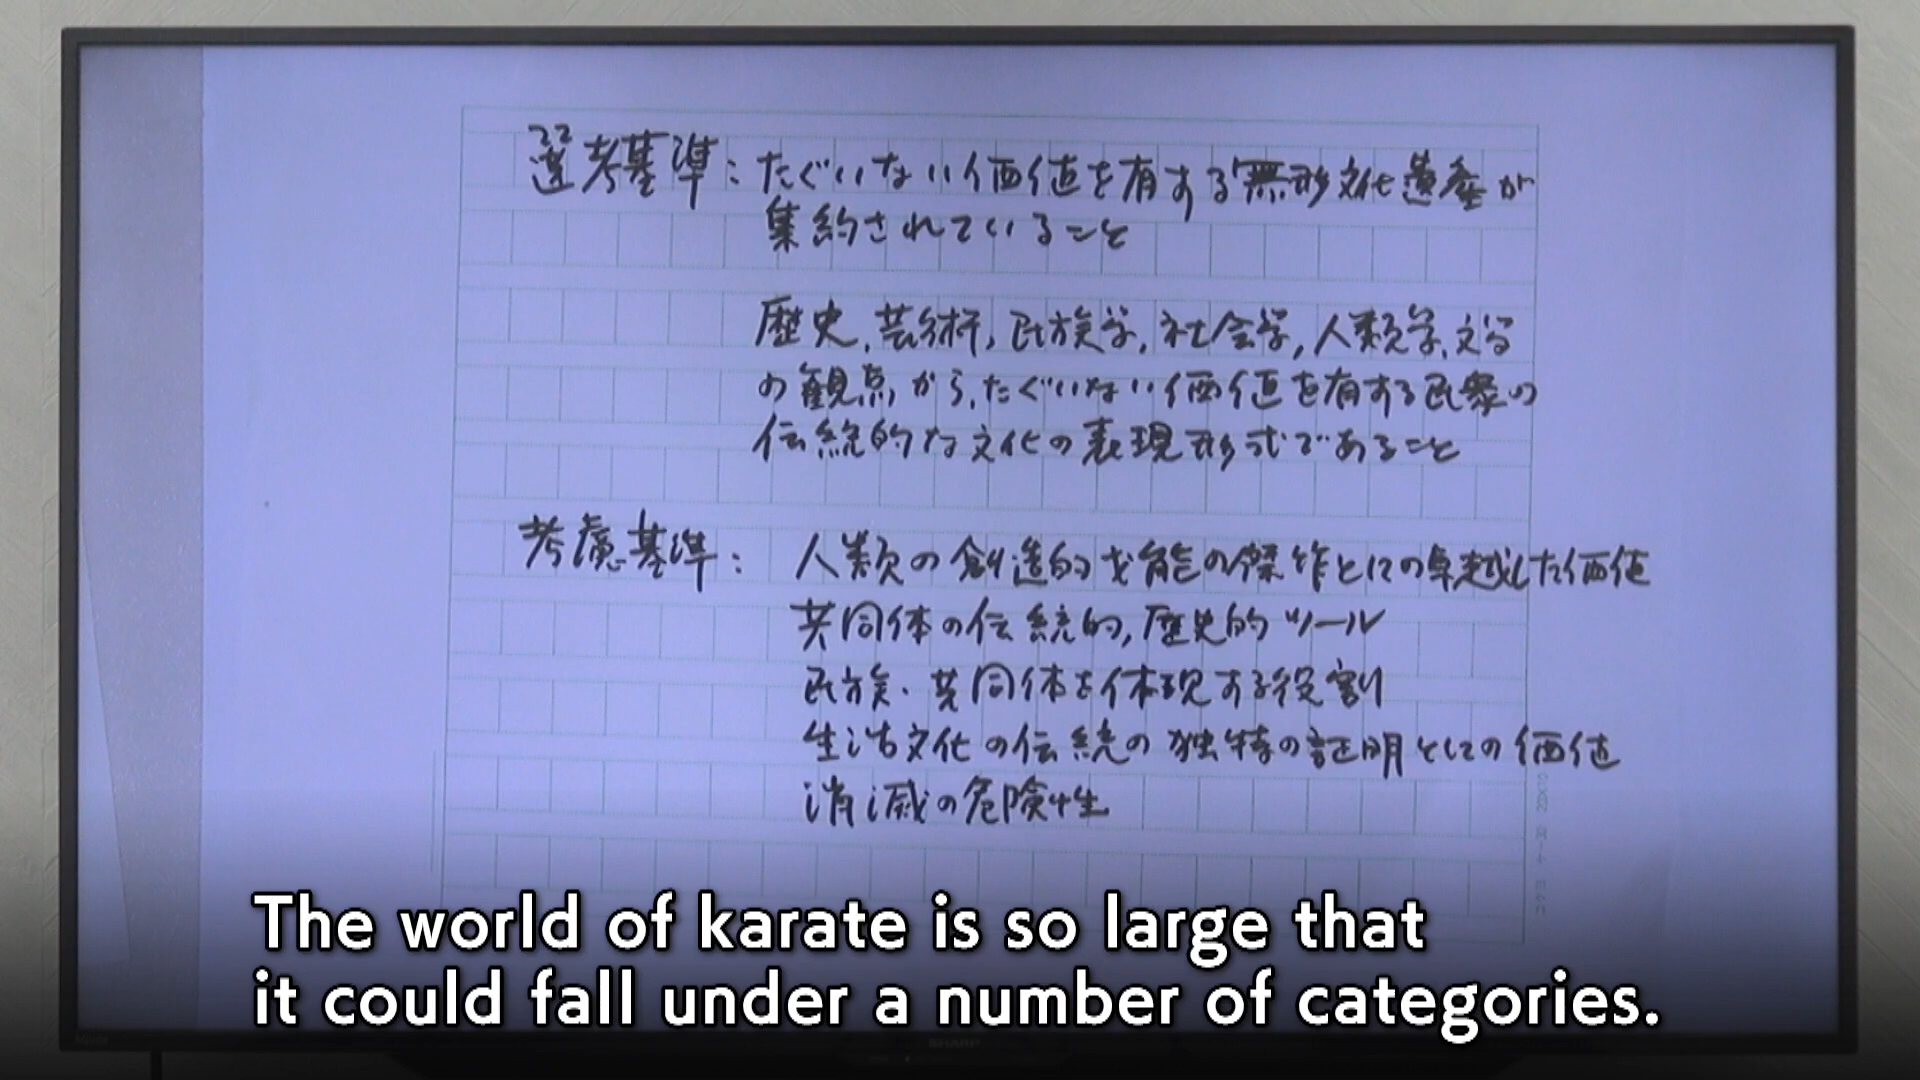 選考基準：たぐいない価値を有する無形文化遺産が
集約されていること
歴史，芸術，民族学，社会学，人類学，文学
の観点から，たぐいない価値を有する民衆の
伝統的な文化の表現形式であること
考慮基準：人類の創造的才能の傑作としての卓越した価値
共同体の伝統的，歴史的ツール
民族・共同体を体現する役割
生活文化の伝統の独特の証明としての価値
消滅の危険性
The world of karate is so large that
it could fall under a number of categories.
SHARP